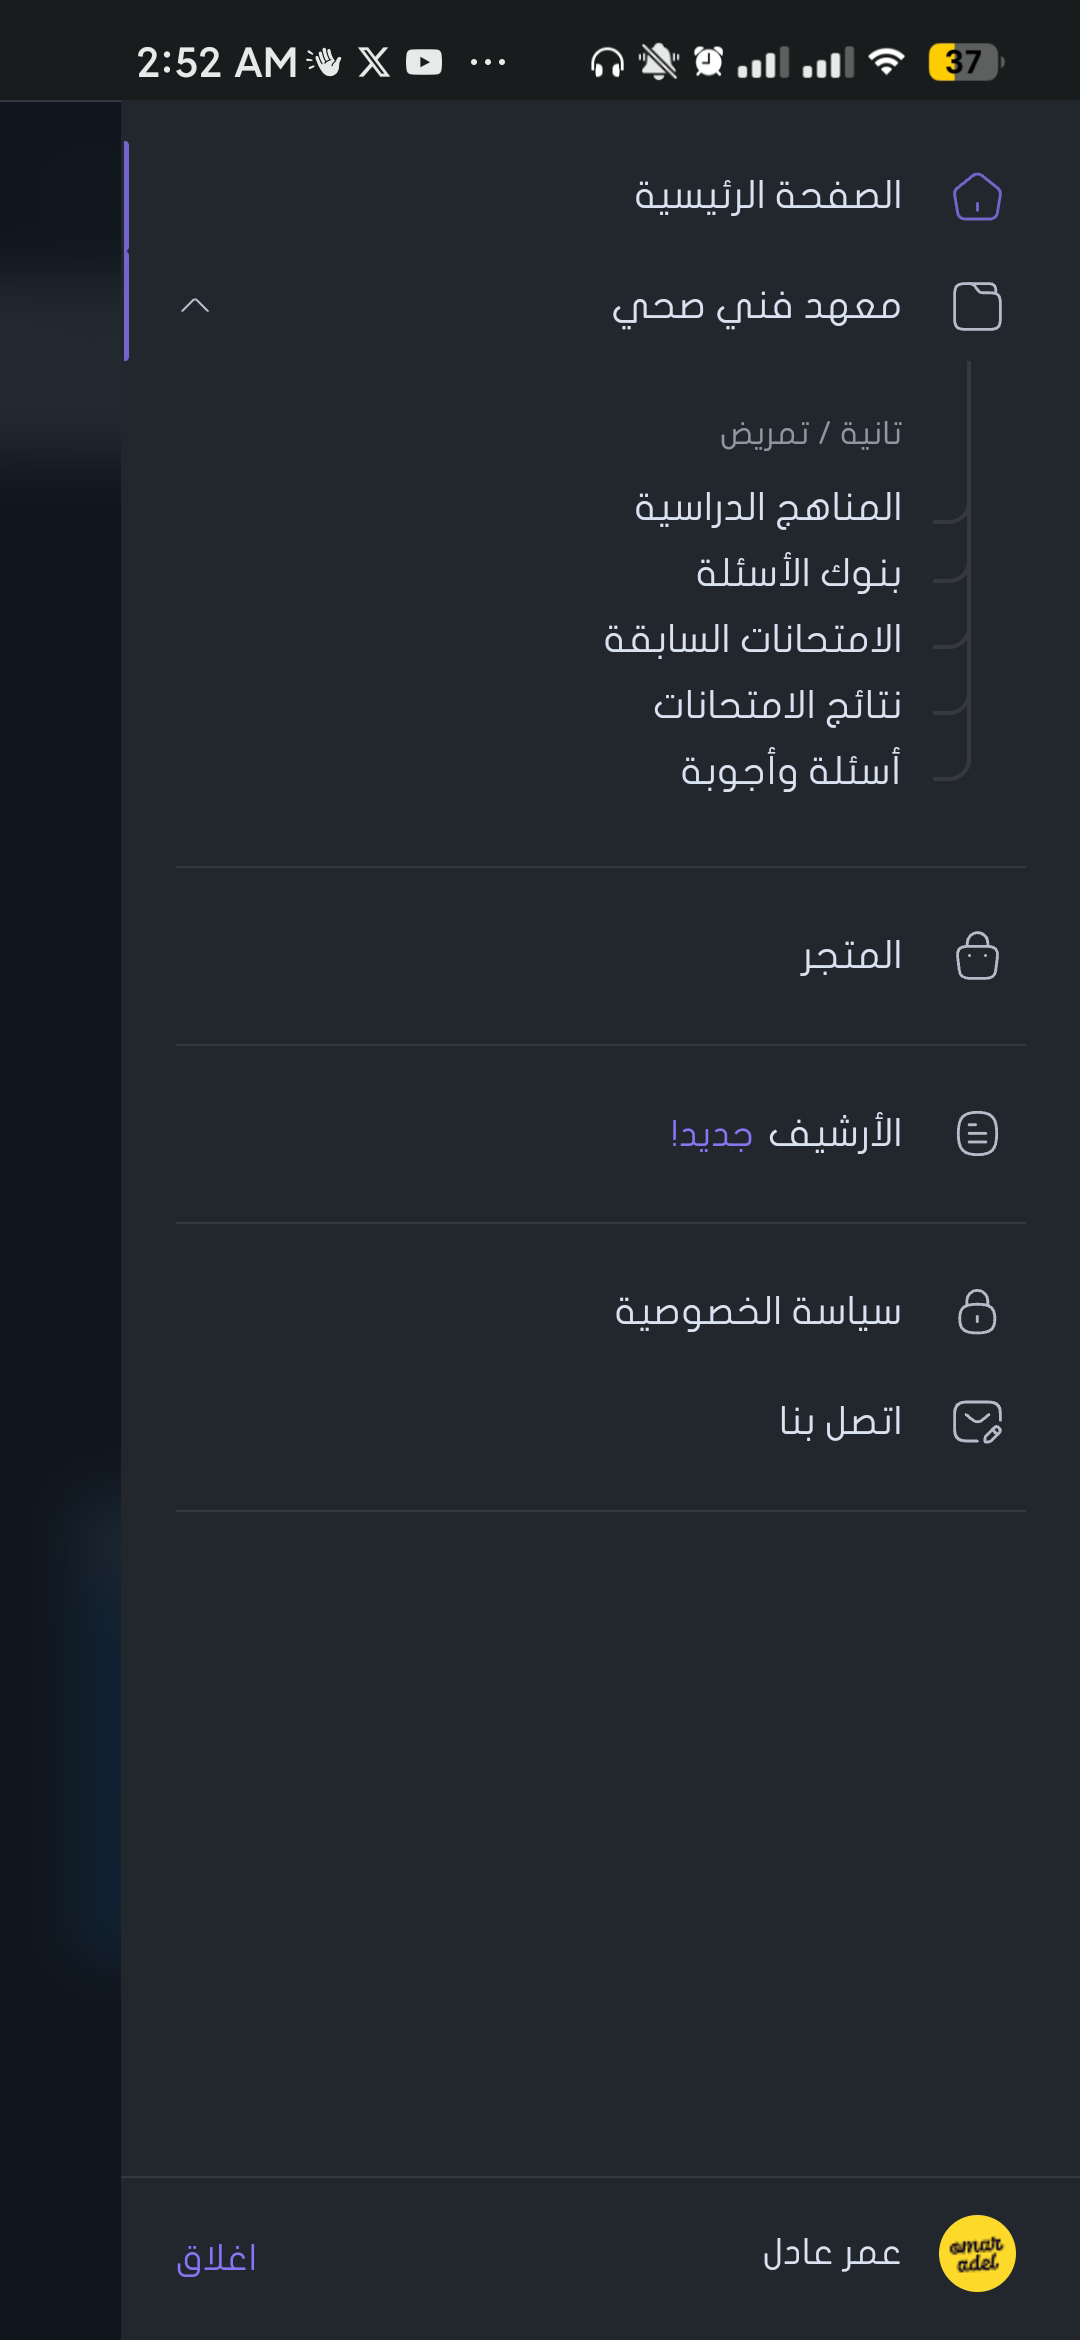 2:52 AM 37
الصفحة الرئيسية
معهد فني صحي
تانية / تمريض
المناهج الدراسية
بنوك الأسئلة
الامتحانات السابقة
نتائج الامتحانات
أسئلة وأجوبة
المتجر
الأرشيف جديد!
سياسة الخصوصية
اتصل بنا
omar
adel
عمر عادل
اغلاق